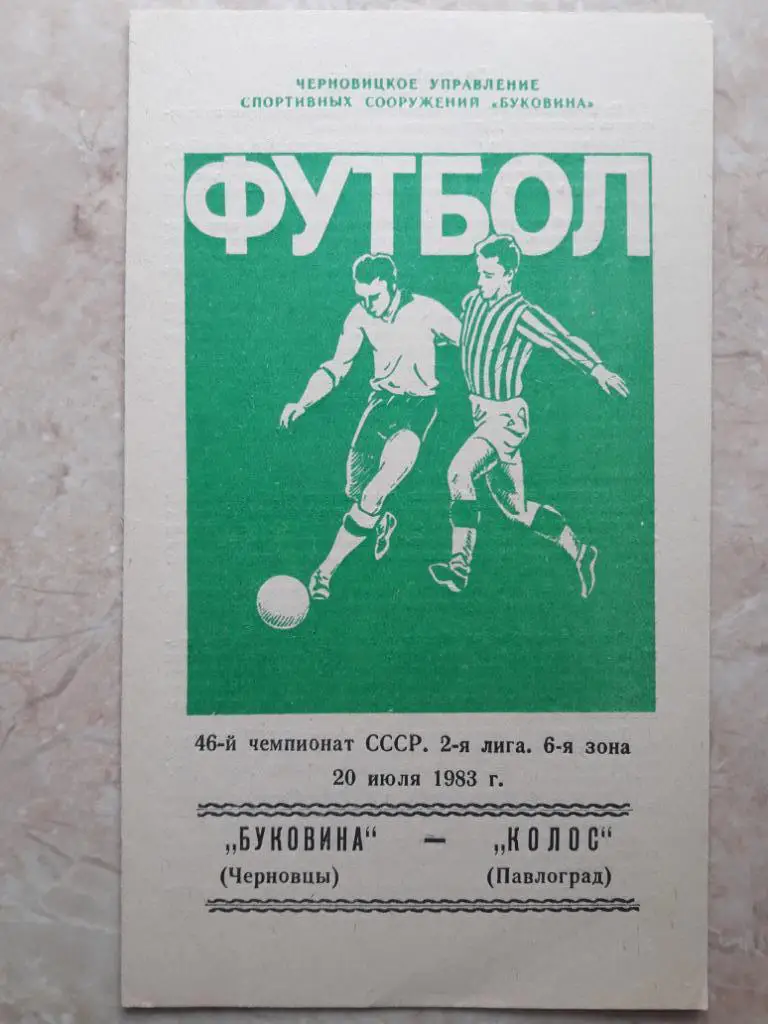 ЧЕРНОВИЦКОЕ УПРАВЛЕНИЕ
СПОРТИВНЫХ СООРУЖЕНИЙ «БУКОВИНА»
ФУТБОЛ
46-й чемпионат СССР. 2-я лига. 6-я зона
20 июля 1983 г.
„БУКОВИНА“ — „КОЛОС“
(Черновцы) (Павлоград)